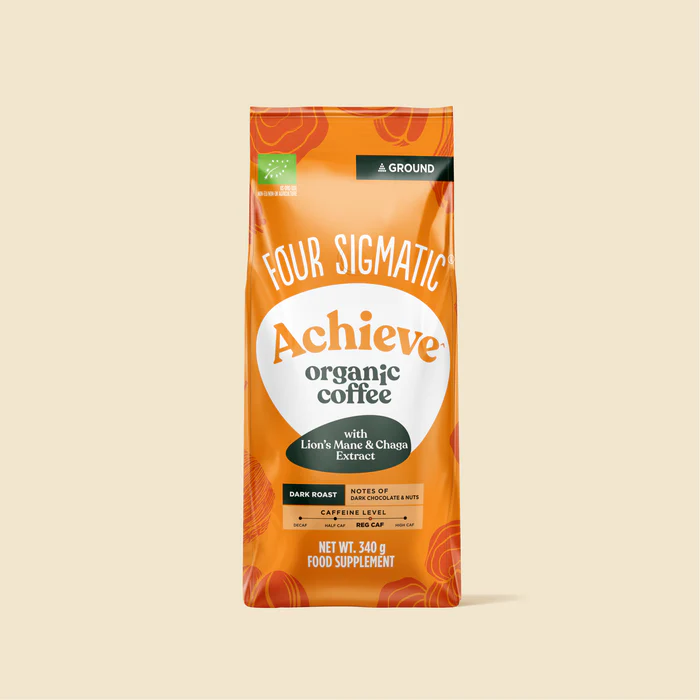 GROUND
FOUR SIGMATIC®
Achieve
organic
coffee
with
Lion's Mane & Chaga
Extract
DARK ROAST
NOTES OF
DARK CHOCOLATE & NUTS
CAFFEINE LEVEL
DECAF HALF CAF REG CAF HIGH CAF
NET WT. 340 g
FOOD SUPPLEMENT